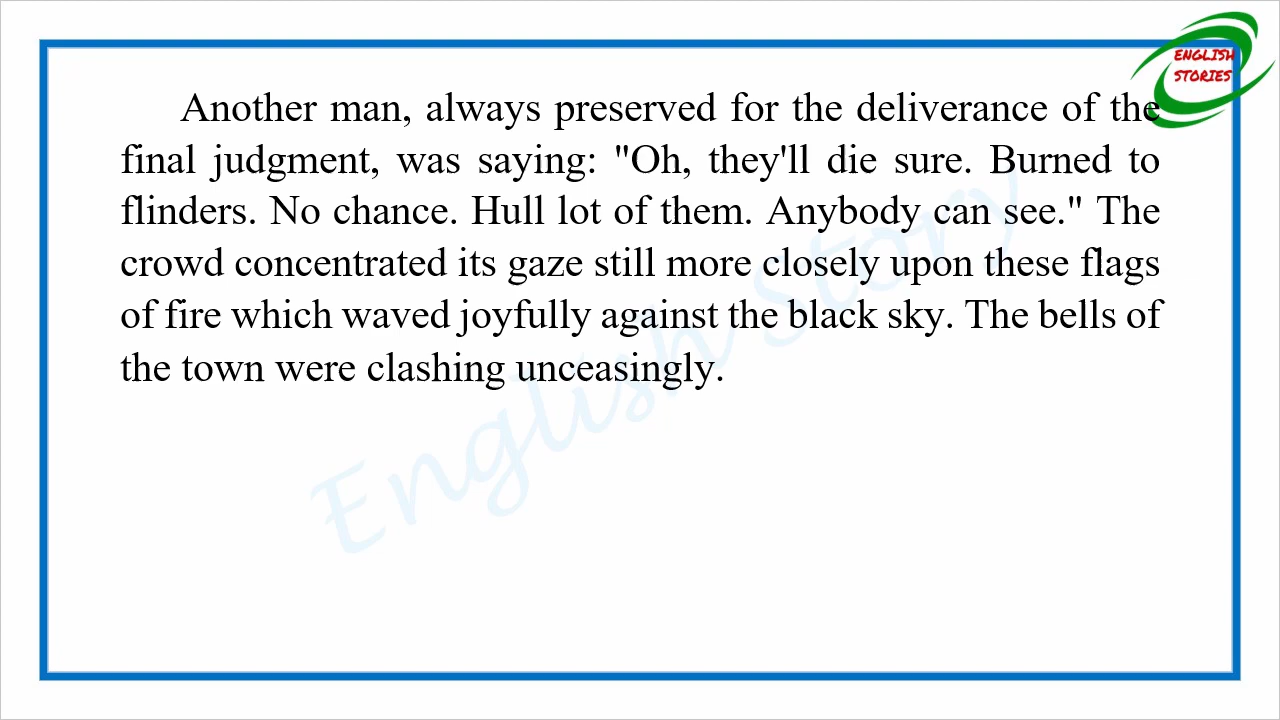 ENGLISH
STORIES
Another man, always preserved for the deliverance of the
final judgment, was saying: "Oh, they'll die sure. Burned to
flinders. No chance. Hull lot of them. Anybody can see." The
crowd concentrated its gaze still more closely upon these flags
of fire which waved joyfully against the black sky. The bells of
the town were clashing unceasingly.
English Story